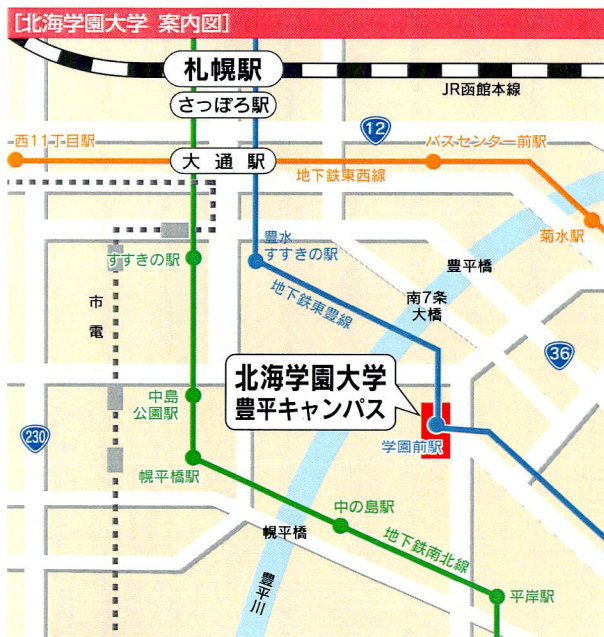 [北海学園大学 案内図]
札幌駅
さっぽろ駅
JR函館本線
12
西11丁目駅
大通駅
バスセンター前駅
地下鉄東西線
菊水駅
豊水
すすきの駅
すすきの駅
豊平橋
地下鉄東豊線
南7条
大橋
市電
36
北海学園大学
豊平キャンパス
中島
公園駅
230
学園前駅
幌平橋駅
中の島駅
幌平橋
地下鉄南北線
豊平川
平岸駅